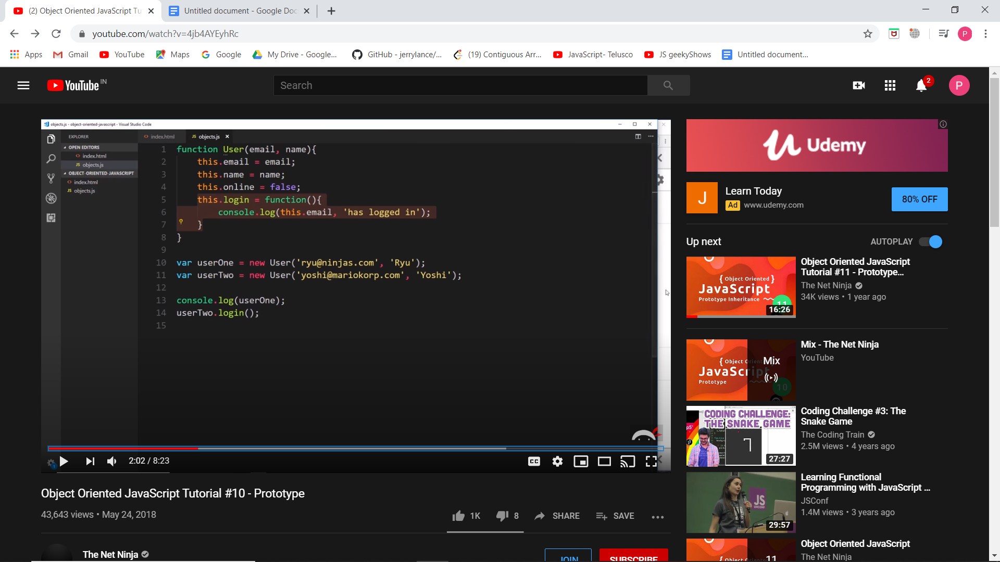 (2) Object Oriented JavaScript Tu
Untitled document - Google Doc
youtube.com/watch?v=4jb4AYEyhRc
P
Apps
Gmail
YouTube
Maps
Google
My Drive - Google...
GitHub - jerrylance/...
(19) Contiguous Arr...
JavaScript- Telusco
JS geekyShows
Untitled document...
YouTube IN
Search
2
P
objects.js - object-oriented-javascript - Visual Studio Code
EXPLORER
OPEN EDITORS
index.html
JS objects.js
OBJECT-ORIENTED-JAVASCRIPT
index.html
JS objects.js
index.html
JS objects.js
1 function User(email, name){
2 this.email = email;
3 this.name = name;
4 this.online = false;
5 this.login = function(){
6 console.log(this.email, 'has logged in');
7 }
8 }
9
10 var userOne = new User('ryu@ninjas.com', 'Ryu');
11 var userTwo = new User('yoshi@mariokorp.com', 'Yoshi');
12
13 console.log(userOne);
14 userTwo.login();
15
2:02 / 8:23
CC
Object Oriented JavaScript Tutorial #10 - Prototype
43,643 views • May 24, 2018
1K
8
SHARE
SAVE
The Net Ninja
JOIN
SUBSCRIBE
Udemy
J
Learn Today
Ad www.udemy.com
80% OFF
Up next
AUTOPLAY
{ Object Oriented }
JavaScript
Prototype Inheritance
11
16:26
Object Oriented JavaScript
Tutorial #11 - Prototype...
The Net Ninja
34K views • 1 year ago
{ Object Oriente
JavaScript
Prototype
10
Mix
Mix - The Net Ninja
YouTube
CODING CHALLENGE:
THE SNAKE GAME
27:27
Coding Challenge #3: The
Snake Game
The Coding Train
2.5M views • 4 years ago
JS
29:57
Learning Functional
Programming with JavaScript ...
JSConf
1.4M views • 3 years ago
{ Object Orie
11
Object Oriented JavaScript
The Net Ninja